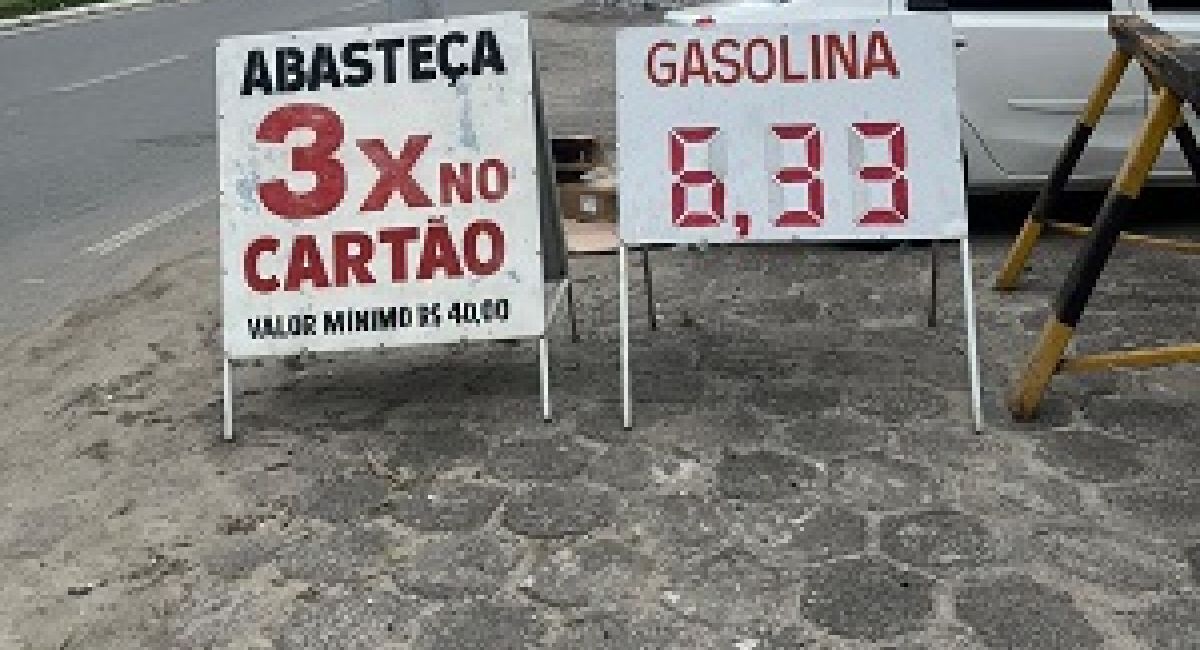 ABASTEÇA
3x NO
CARTÃO
VALOR MÍNIMO R$ 40,00
GASOLINA
6,33